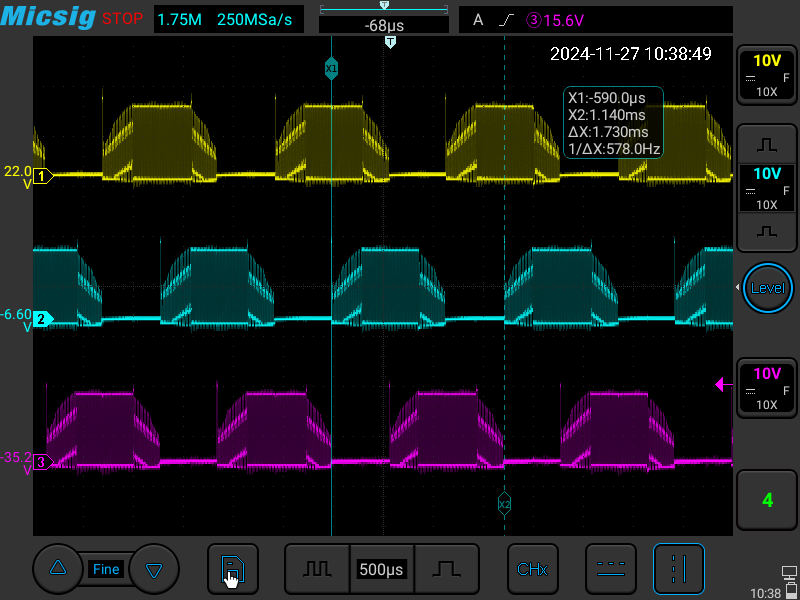 Micsig STOP 1.75M 250MSa/s -68µs A ③15.6V
T
X1
2024-11-27 10:38:49
X1:-590.0µs
X2:1.140ms
ΔX:1.730ms
1/ΔX:578.0Hz
10V
F
10X
22.0
V
1
10V
F
10X
-6.60
V
2
Level
10V
F
10X
-35.2
V
3
X2
4
Fine
500µs
CHx
10:38